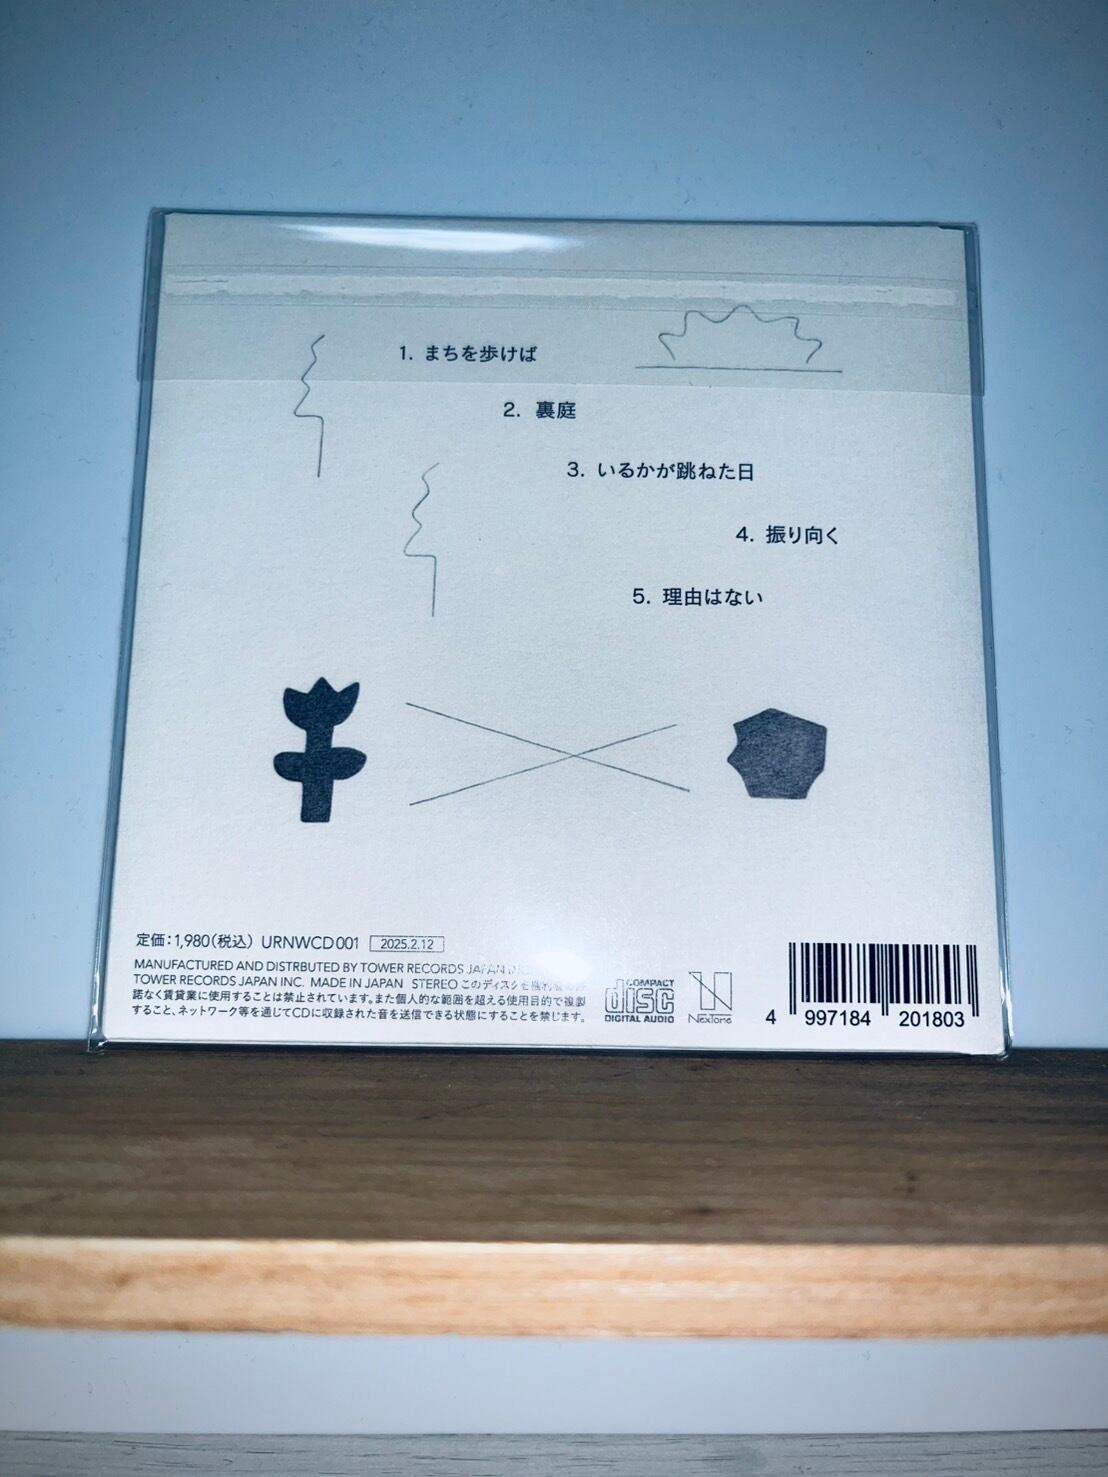 1. まちを歩けば
2. 裏庭
3. いるかが跳ねた日
4. 振り向く
5. 理由はない
定価：1,980（税込） URNWCD001 2025.2.12
MANUFACTURED AND DISTRBUTED BY TOWER RECORDS JAPAN INC.
TOWER RECORDS JAPAN INC. MADE IN JAPAN STEREO このディスクを権利者の許
諾なく賃貸業に使用することは禁止されています。また個人的な範囲を超える使用目的で複製
すること、ネットワーク等を通じてCDに収録された音を送信できる状態にすることを禁じます。
COMPACT
disc
DIGITAL AUDIO
NexTone
4 997184 201803